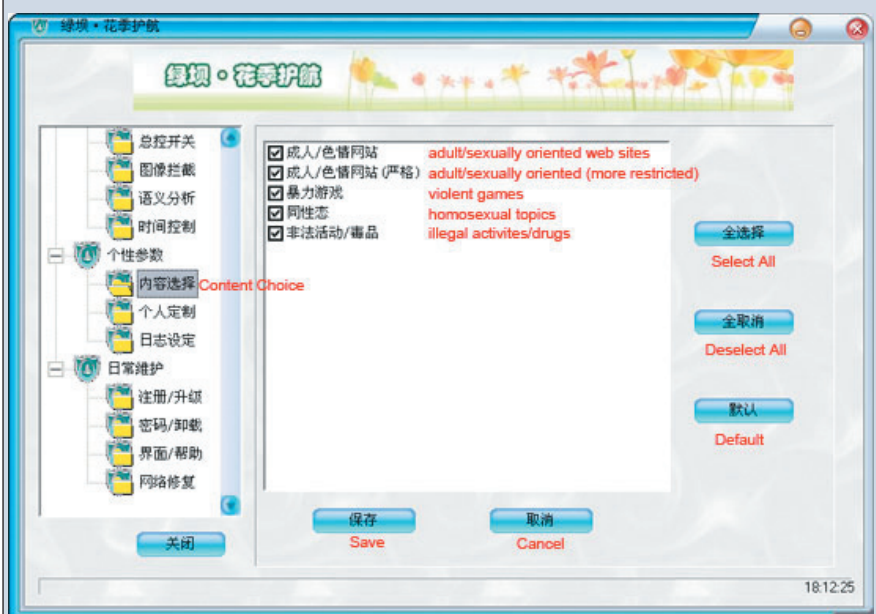 绿坝·花季护航
绿坝·花季护航
总控开关
图像拦截
语义分析
时间控制
个性参数
内容选择 Content Choice
个人定制
日志设定
日常维护
注册/升级
密码/卸载
界面/帮助
网络修复
关闭
成人/色情网站 adult/sexually oriented web sites
成人/色情网站(严格) adult/sexually oriented (more restricted)
暴力游戏 violent games
同性恋 homosexual topics
非法活动/毒品 illegal activites/drugs
全选择
Select All
全取消
Deselect All
默认
Default
保存
Save
取消
Cancel
18:12:25